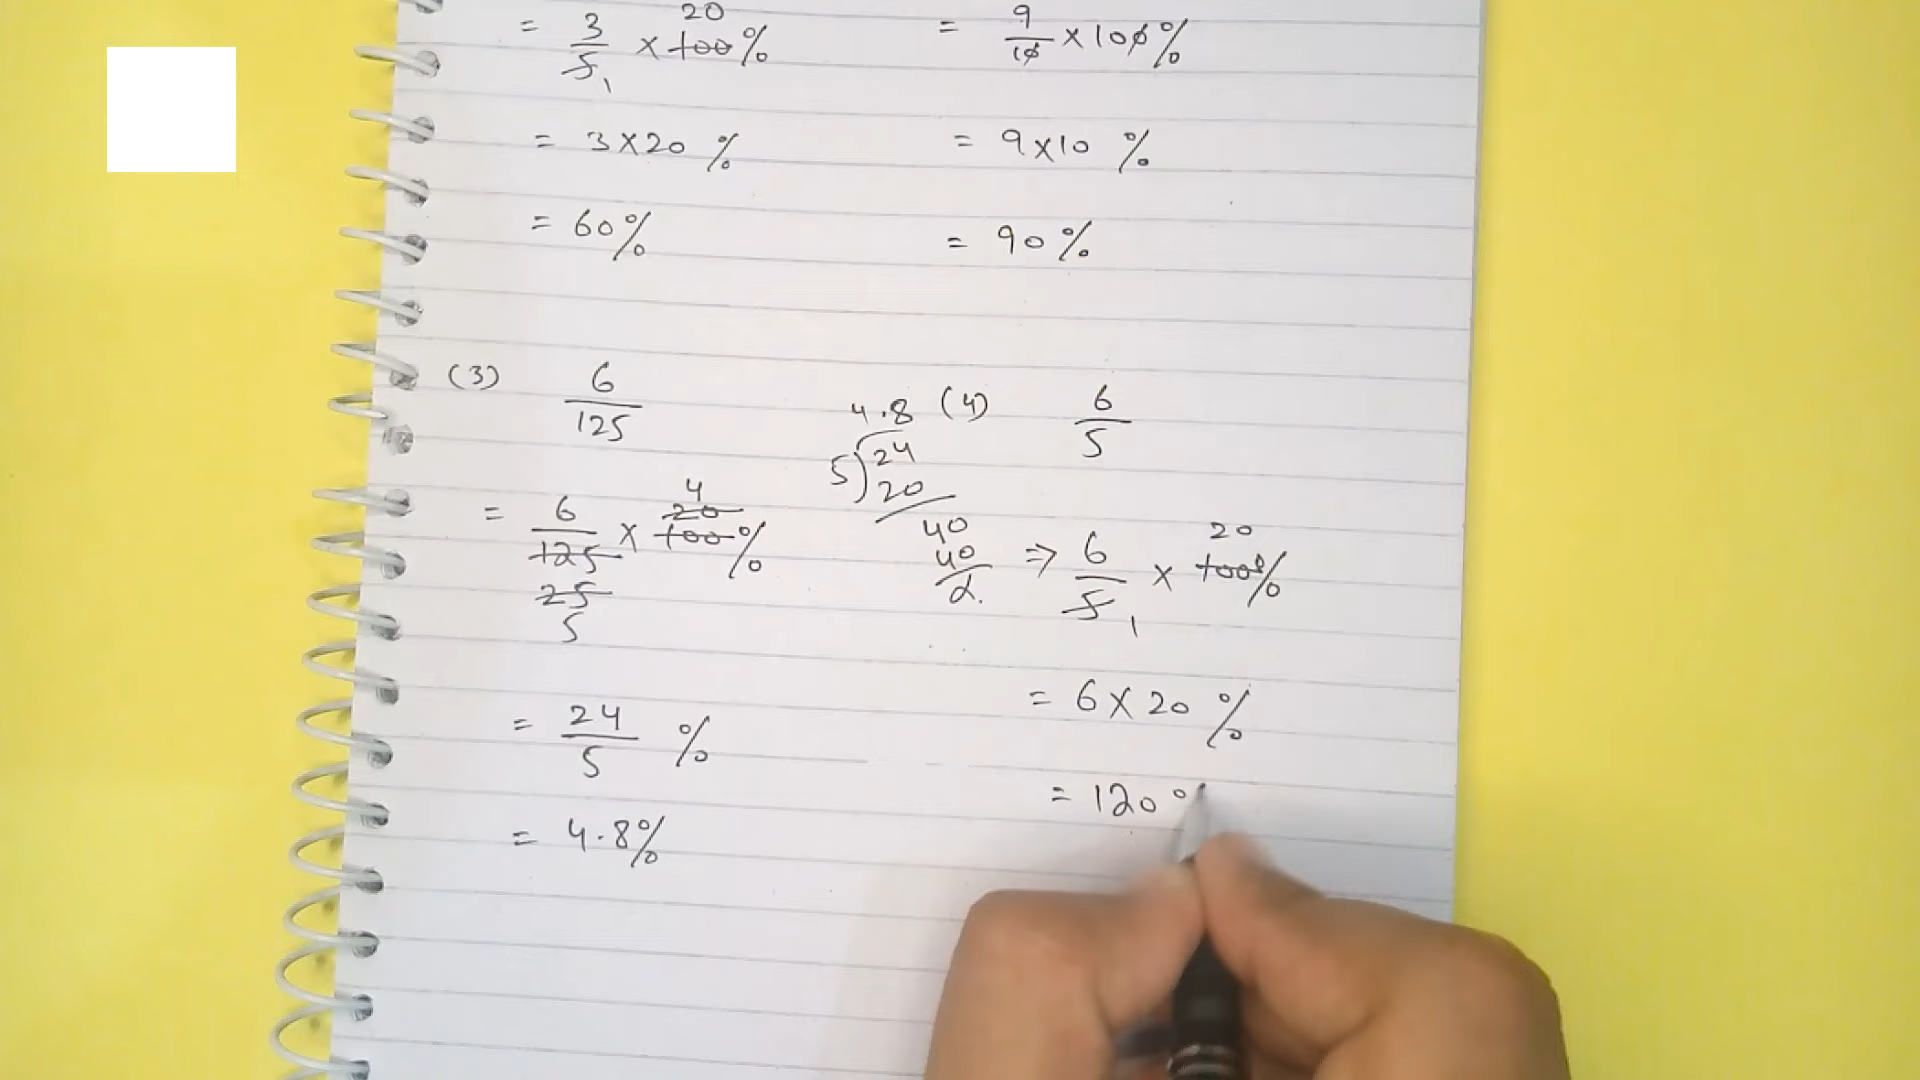 = 3/5 1 × 100% 20
= 3×20 %
= 60%
= 9/10 × 100%
= 9×10 %
= 90%
(3) 6/125
= 6/125 25 5 × 100% 20 4
= 24/5 %
= 4.8%
4.8
5)24
20
40
40
(4) 6/5
⇒ 6/5 1 × 100% 20
= 6×20 %
= 120%